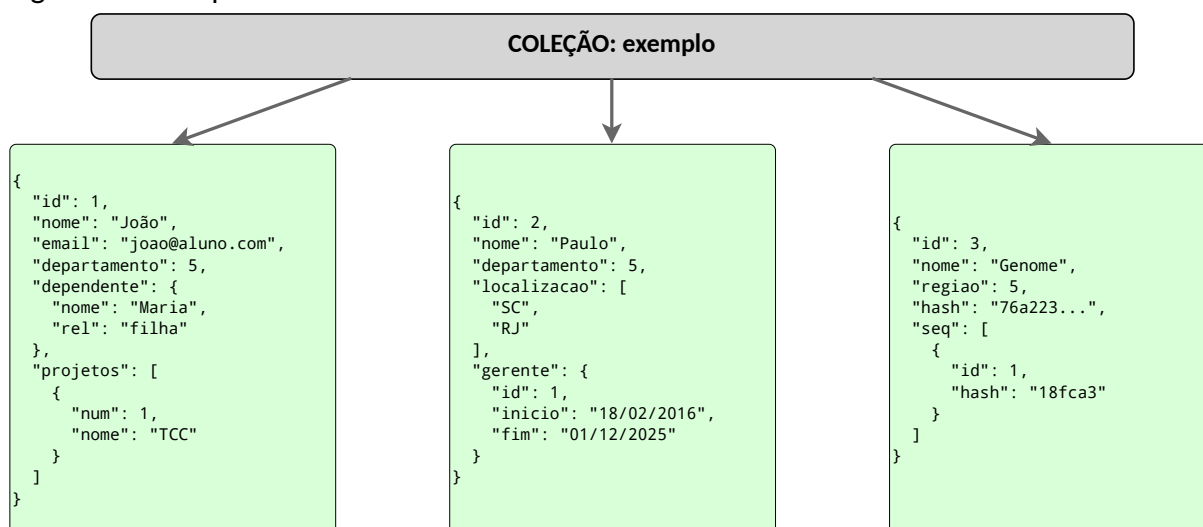 COLEÇÃO: exemplo
{
  "id": 1,
  "nome": "João",
  "email": "joao@aluno.com",
  "departamento": 5,
  "dependente": {
    "nome": "Maria",
    "rel": "filha"
  },
  "projetos": [
    {
      "num": 1,
      "nome": "TCC"
    }
  ]
}
{
  "id": 2,
  "nome": "Paulo",
  "departamento": 5,
  "localizacao": [
    "SC",
    "RJ"
  ],
  "gerente": {
    "id": 1,
    "inicio": "18/02/2016",
    "fim": "01/12/2025"
  }
}
{
  "id": 3,
  "nome": "Genome",
  "regiao": 5,
  "hash": "76a223...",
  "seq": [
    {
      "id": 1,
      "hash": "18fca3"
    }
  ]
}